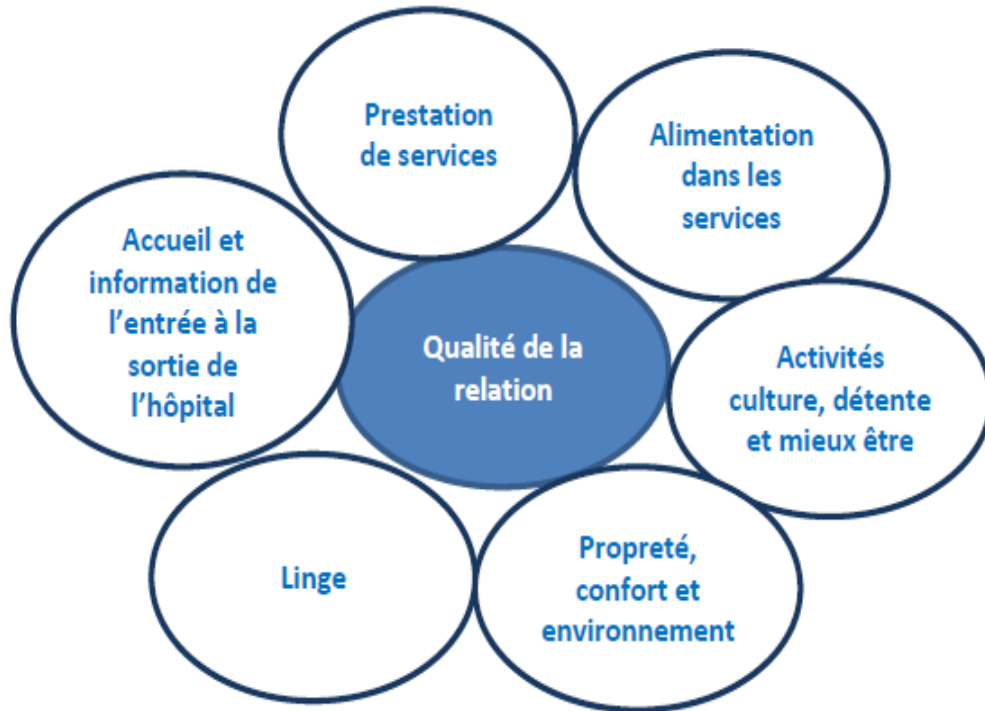 Prestation
de services
Alimentation
dans les
services
Accueil et
information de
l'entrée à la
sortie de
l'hôpital
Qualité de la
relation
Activités
culture, détente
et mieux être
Linge
Propreté,
confort et
environnement